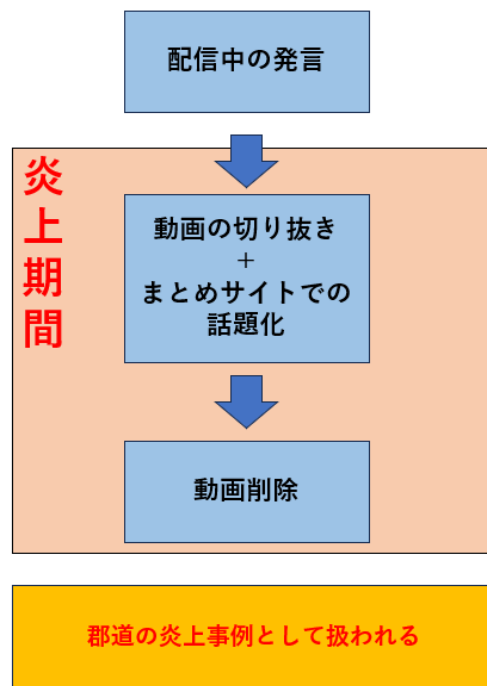 配信中の発言
炎上期間
動画の切り抜き
+
まとめサイトでの
話題化
動画削除
郡道の炎上事例として扱われる